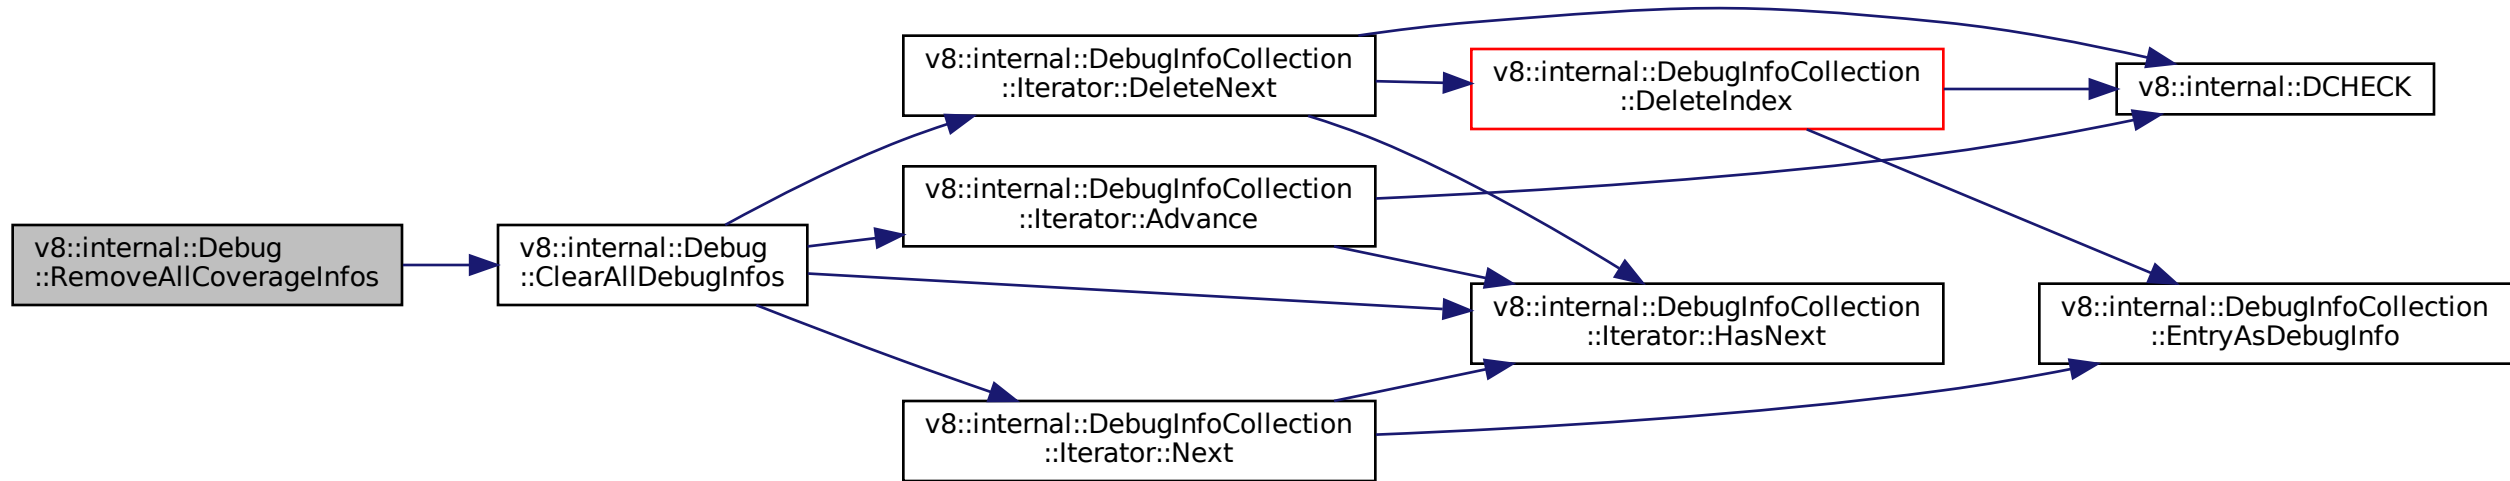 v8::internal::Debug
::RemoveAllCoverageInfos
v8::internal::Debug
::ClearAllDebugInfos
v8::internal::DebugInfoCollection
::Iterator::DeleteNext
v8::internal::DebugInfoCollection
::Iterator::Advance
v8::internal::DebugInfoCollection
::Iterator::Next
v8::internal::DebugInfoCollection
::DeleteIndex
v8::internal::DebugInfoCollection
::Iterator::HasNext
v8::internal::DCHECK
v8::internal::DebugInfoCollection
::EntryAsDebugInfo